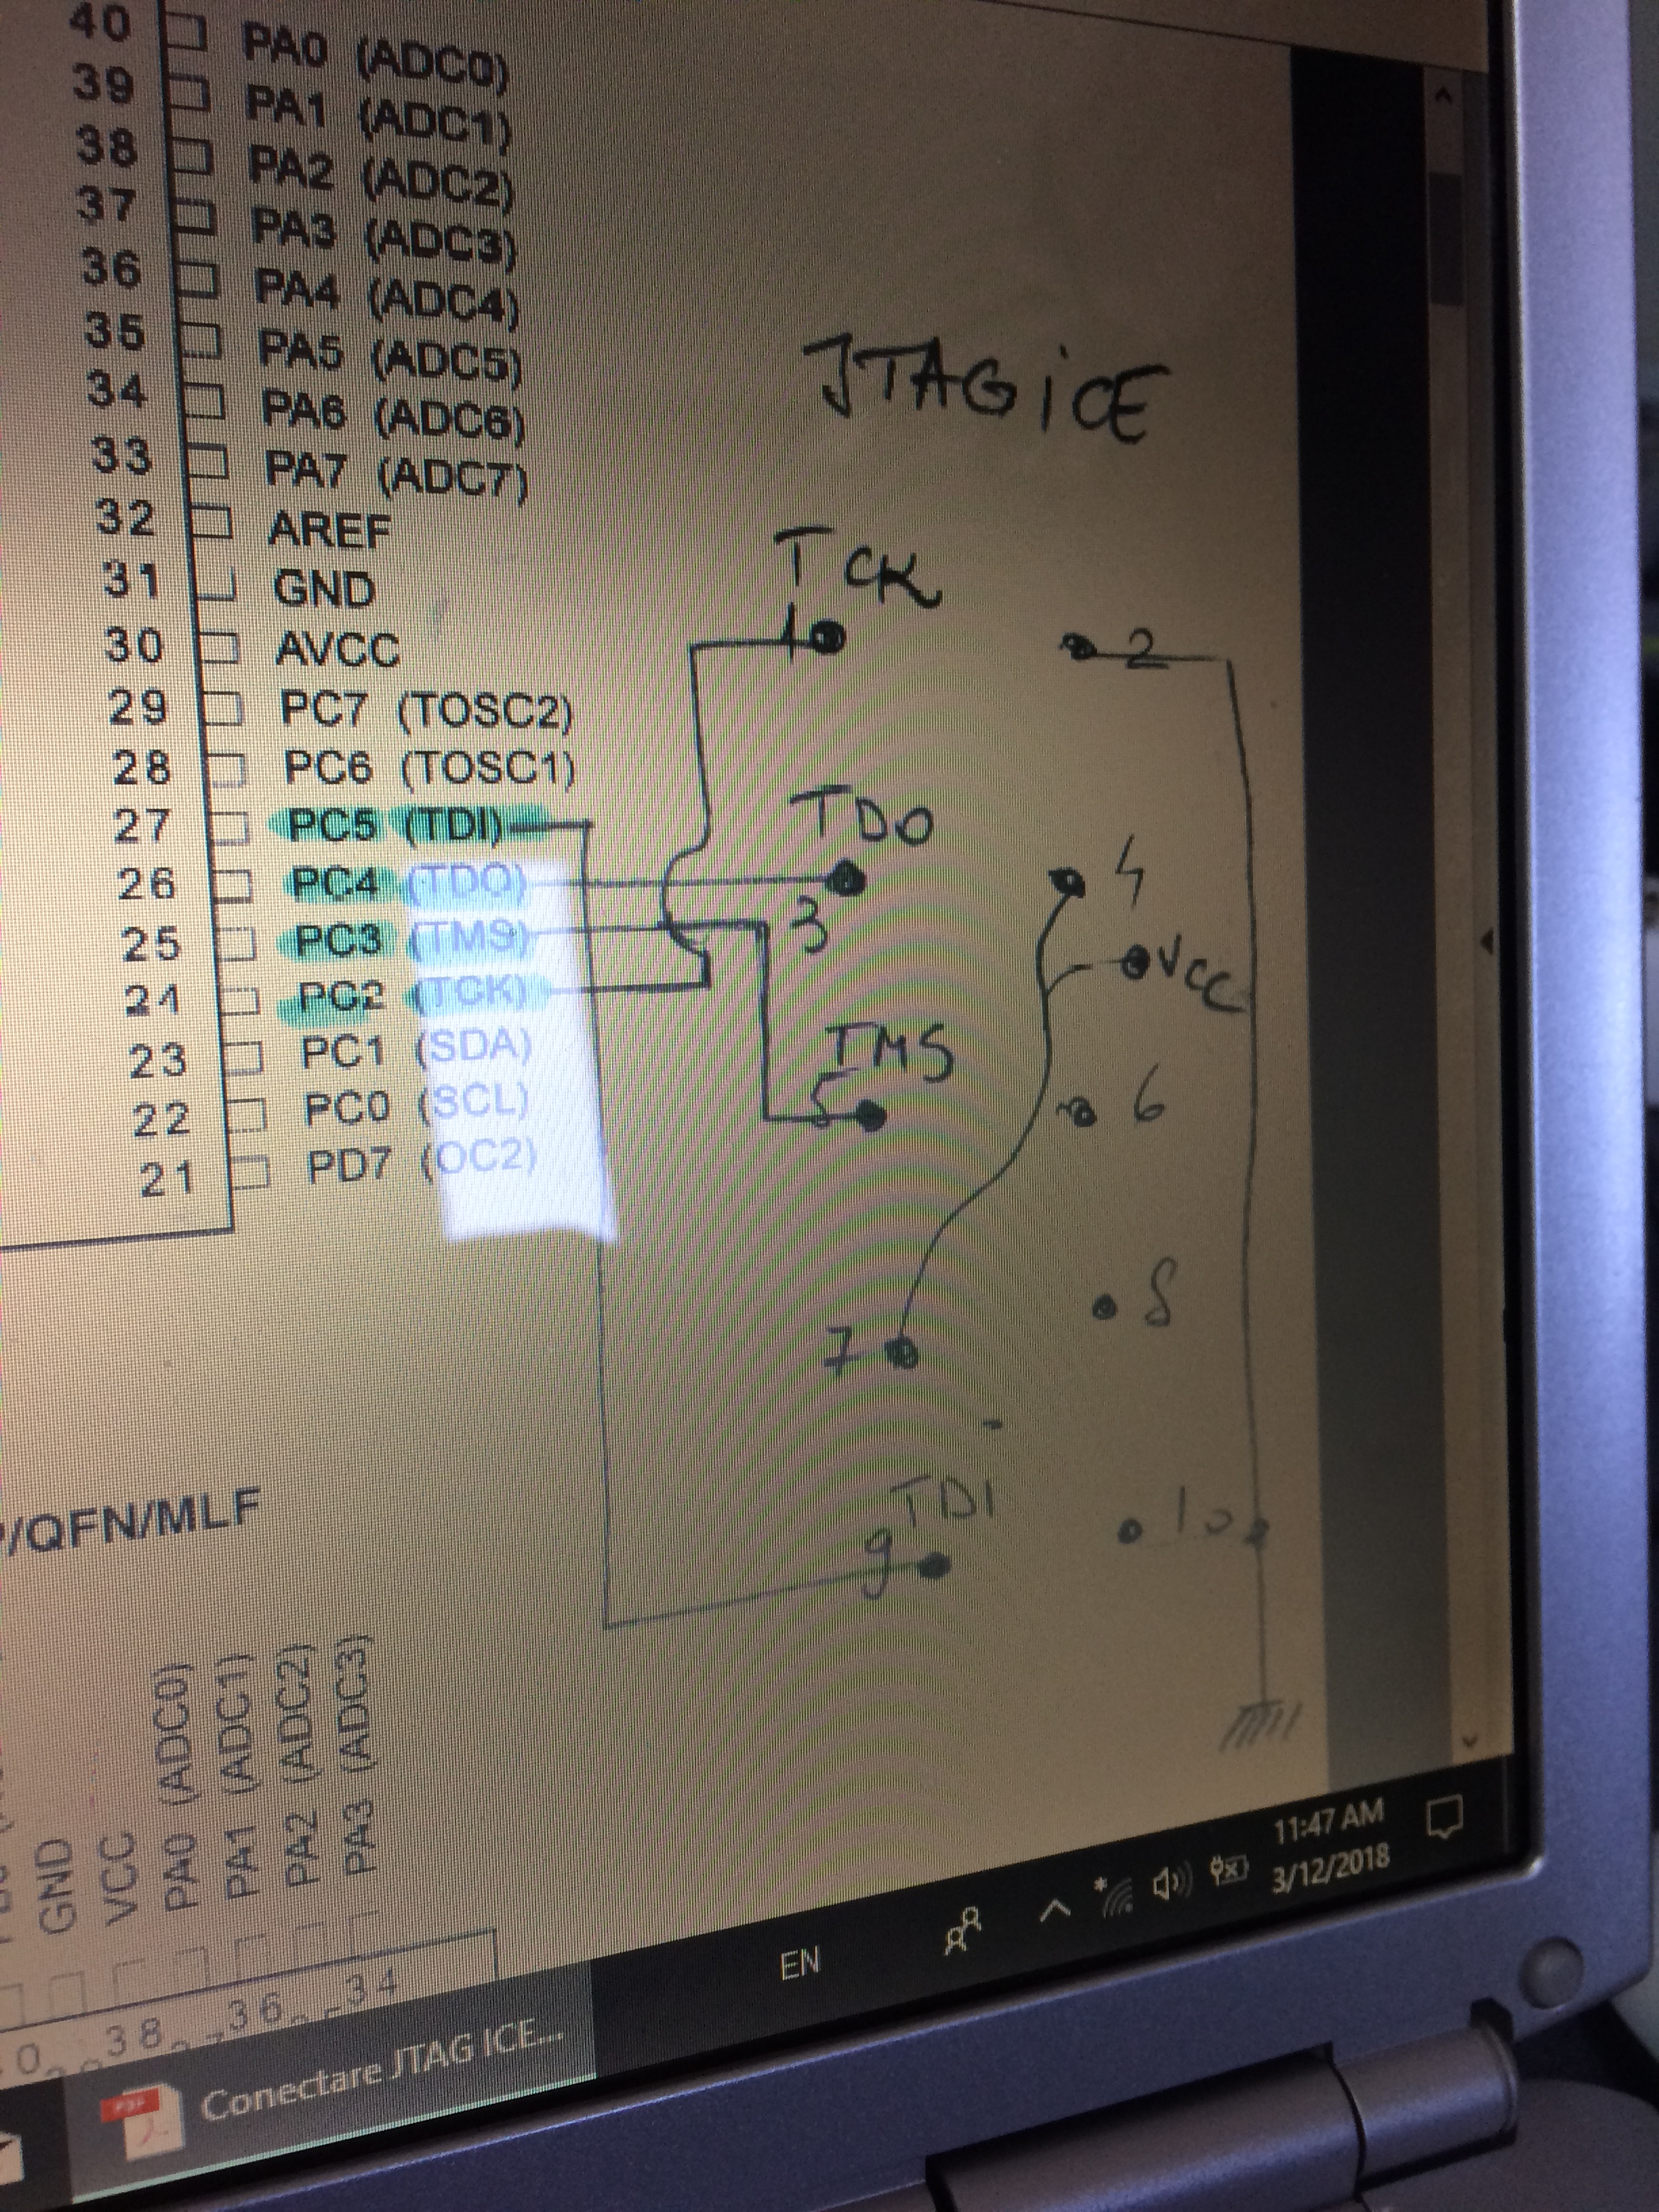 40 PA0 (ADC0)
39 PA1 (ADC1)
38 PA2 (ADC2)
37 PA3 (ADC3)
36 PA4 (ADC4)
35 PA5 (ADC5)
34 PA6 (ADC6)
33 PA7 (ADC7)
32 AREF
31 GND
30 AVCC
29 PC7 (TOSC2)
28 PC6 (TOSC1)
27 PC5 (TDI)
26 PC4 (TDO)
25 PC3 (TMS)
24 PC2 (TCK)
23 PC1 (SDA)
22 PC0 (SCL)
21 PD7 (OC2)
JTAG iCE
TCK
1 2
TDO
3 4
VCC
TMS
5 6
7 8
TDI
9 10
/QFN/MLF
GND
VCC
PA0 (ADC0)
PA1 (ADC1)
PA2 (ADC2)
PA3 (ADC3)
38 36 34
Conectare JTAG ICE...
EN
11:47 AM
3/12/2018